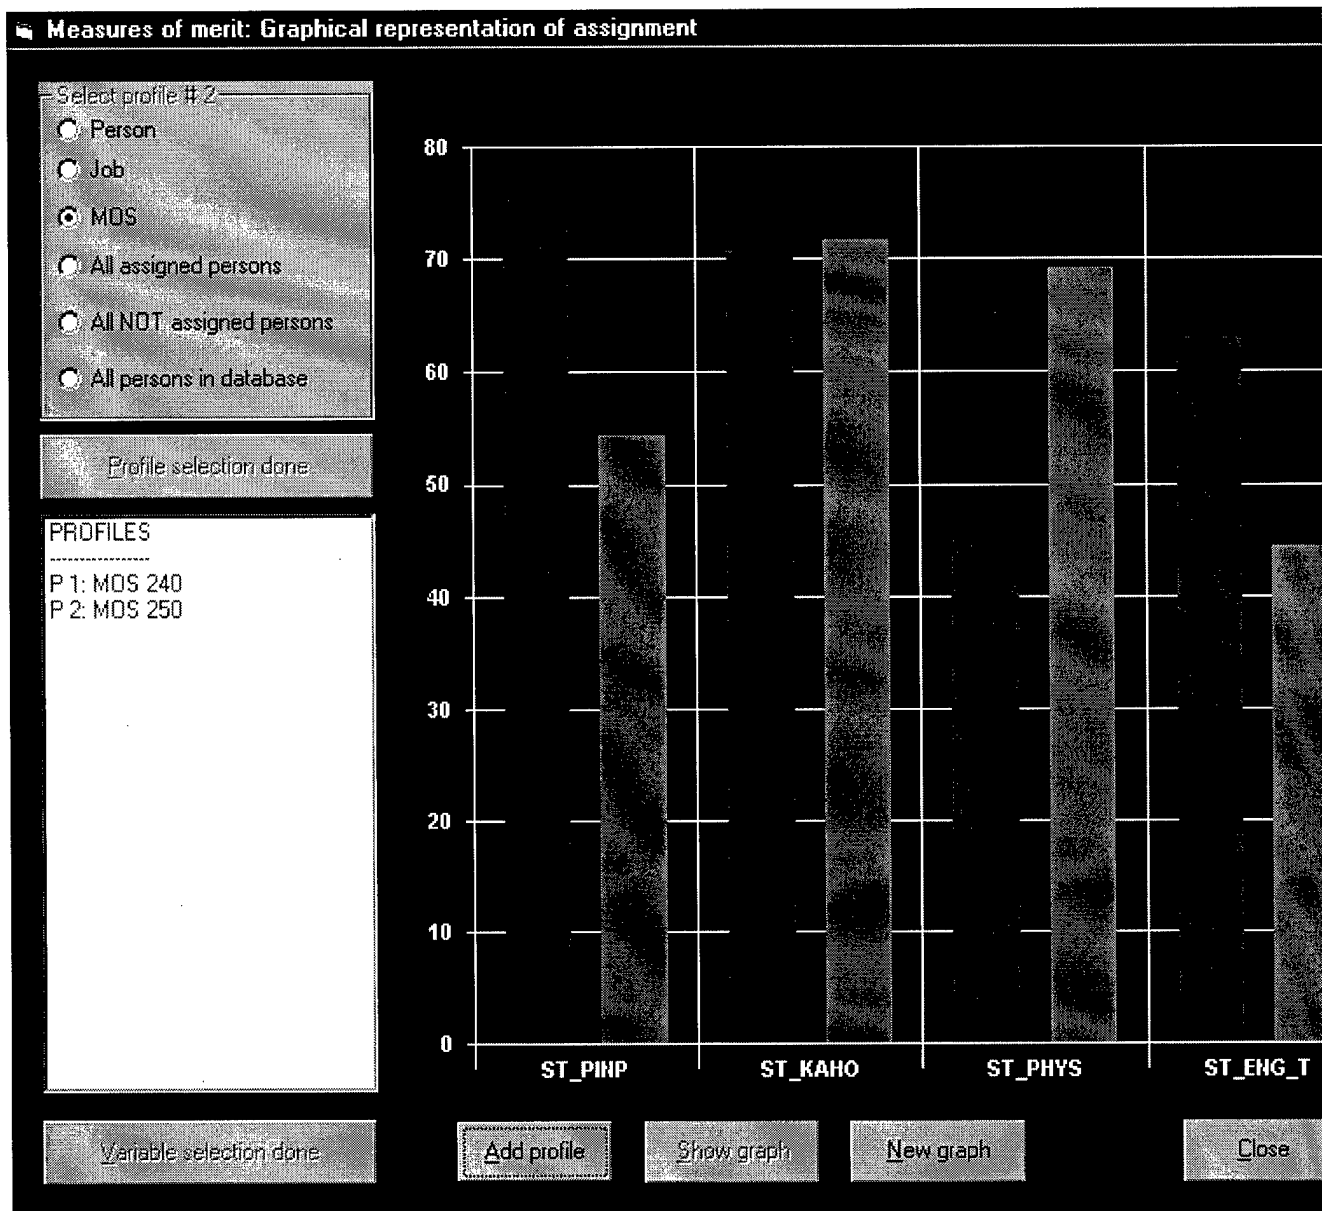 Measures of merit: Graphical representation of assignment
Select profile # 2
Person
Job
MOS
All assigned persons
All NOT assigned persons
All persons in database
Profile selection done
PROFILES
---------------
P 1: MOS 240
P 2: MOS 250
Variable selection done
80
70
60
50
40
30
20
10
0
ST_PINP ST_KAHO ST_PHYS ST_ENG_T
Add profile Show graph New graph Close